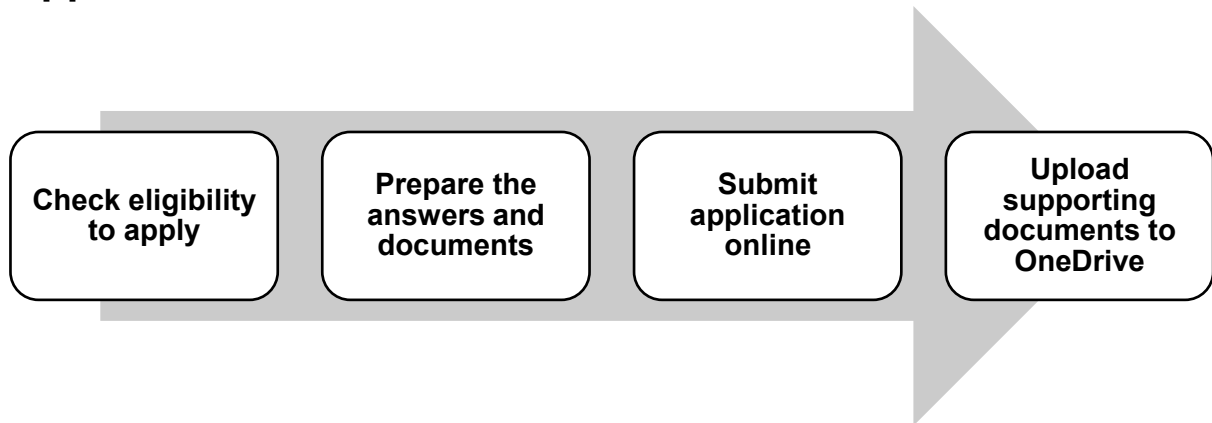 Check eligibility
to apply
Prepare the
answers and
documents
Submit
application
online
Upload
supporting
documents to
OneDrive